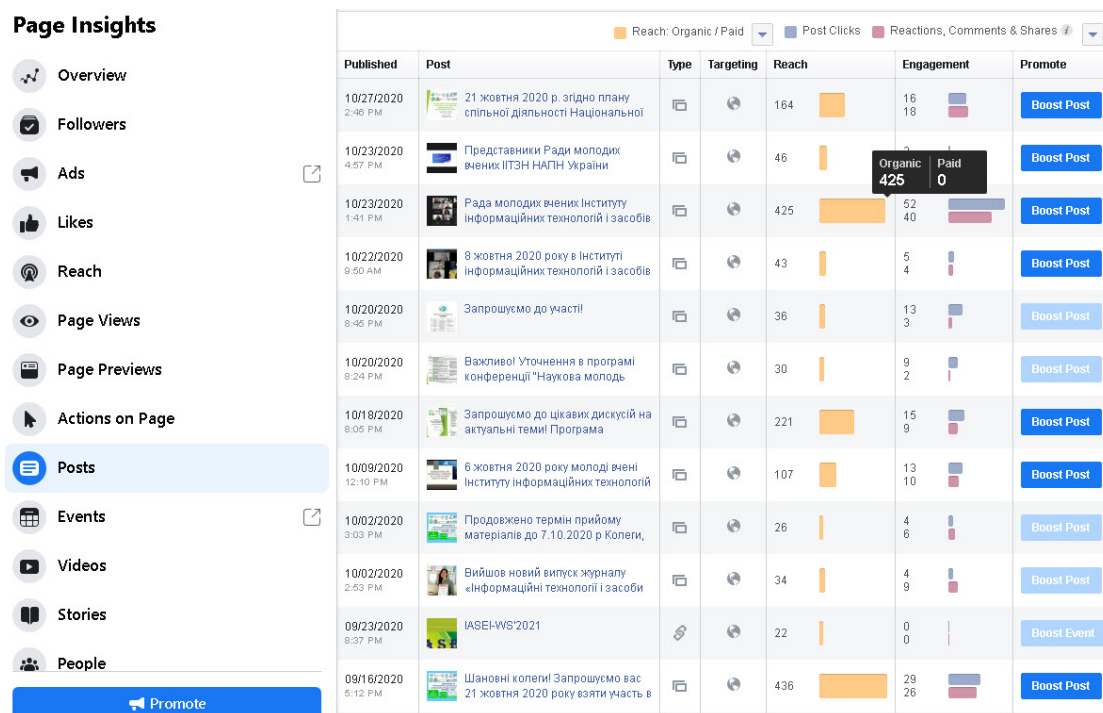 Page Insights
Overview
Followers
Ads
Likes
Reach
Page Views
Page Previews
Actions on Page
Posts
Events
Videos
Stories
People
Promote
Reach: Organic / Paid Post Clicks Reactions, Comments & Shares i
Published Post Type Targeting Reach Engagement Promote
10/27/2020 21 жовтня 2020 р. згідно плану 164 16 Boost Post
2:46 PM спільної діяльності Національної 18
10/23/2020 Представники Ради молодих 46 Boost Post
4:57 PM вчених ІІТЗН НАПН України
Organic Paid
425 0
10/23/2020 Рада молодих вчених Інституту 425 52 Boost Post
1:41 PM інформаційних технологій і засобів 40
10/22/2020 8 жовтня 2020 року в Інституті 43 5 Boost Post
9:50 AM інформаційних технологій і засобів 4
10/20/2020 Запрошуємо до участі! 36 13 Boost Post
8:45 PM 3
10/20/2020 Важливо! Уточнення в програмі 30 9 Boost Post
8:24 PM конференції "Наукова молодь 2
10/18/2020 Запрошуємо до цікавих дискусій на 221 15 Boost Post
8:05 PM актуальні теми! Програма 9
10/09/2020 6 жовтня 2020 року молоді вчені 107 13 Boost Post
12:10 PM Інституту інформаційних технологій 10
10/02/2020 Продовжено термін прийому 26 4 Boost Post
3:03 PM матеріалів до 7.10.2020 р Колеги, 6
10/02/2020 Вийшов новий випуск журналу 34 4 Boost Post
2:53 PM «Інформаційні технології і засоби 9
09/23/2020 IASEI-WS'2021 22 0 Boost Event
8:37 PM 0
09/16/2020 Шановні колеги! Запрошуємо вас 436 29 Boost Post
5:12 PM 21 жовтня 2020 року взяти участь в 26